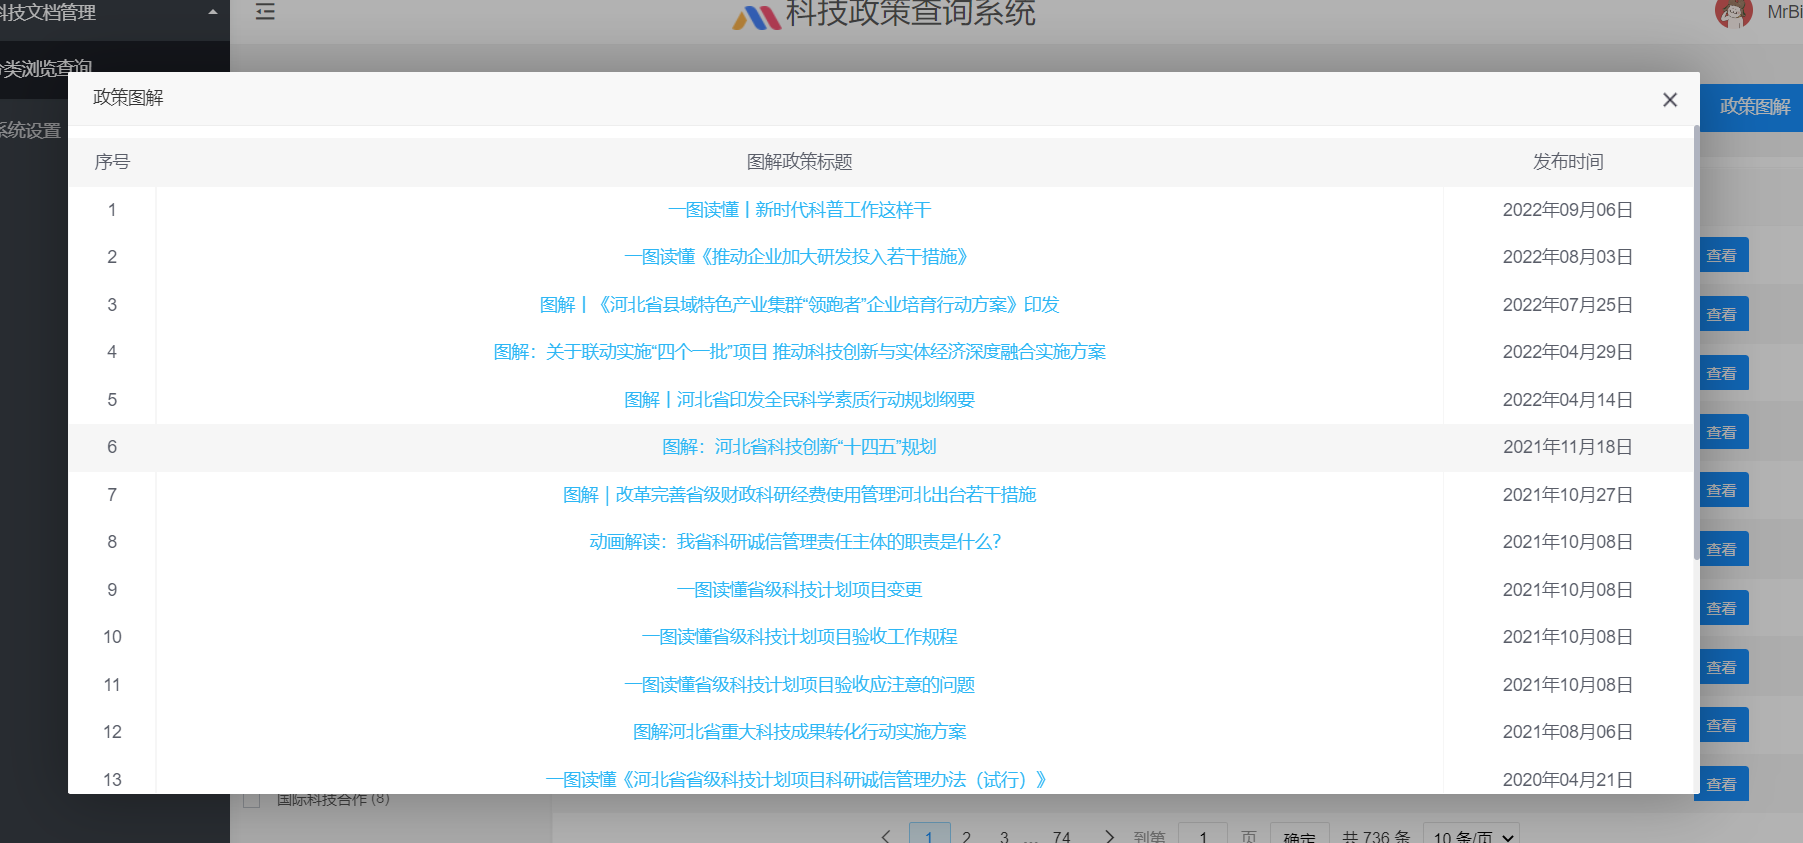 科技文档管理
科技政策查询系统
MrBi
分类浏览查询
系统设置
政策图解
政策图解
序号 图解政策标题 发布时间
1 一图读懂丨新时代科普工作这样干 2022年09月06日
2 一图读懂《推动企业加大研发投入若干措施》 2022年08月03日 查看
3 图解丨《河北省县域特色产业集群“领跑者”企业培育行动方案》印发 2022年07月25日 查看
4 图解：关于联动实施“四个一批”项目 推动科技创新与实体经济深度融合实施方案 2022年04月29日 查看
5 图解丨河北省印发全民科学素质行动规划纲要 2022年04月14日 查看
6 图解：河北省科技创新“十四五”规划 2021年11月18日 查看
7 图解｜改革完善省级财政科研经费使用管理河北出台若干措施 2021年10月27日 查看
8 动画解读：我省科研诚信管理责任主体的职责是什么? 2021年10月08日 查看
9 一图读懂省级科技计划项目变更 2021年10月08日 查看
10 一图读懂省级科技计划项目验收工作规程 2021年10月08日 查看
11 一图读懂省级科技计划项目验收应注意的问题 2021年10月08日 查看
12 图解河北省重大科技成果转化行动实施方案 2021年08月06日
13 一图读懂《河北省省级科技计划项目科研诚信管理办法（试行）》 2020年04月21日 查看
国际科技合作 (8)
1 2 3 … 74 到第 1 页 确定 共 736 条 10 条/页